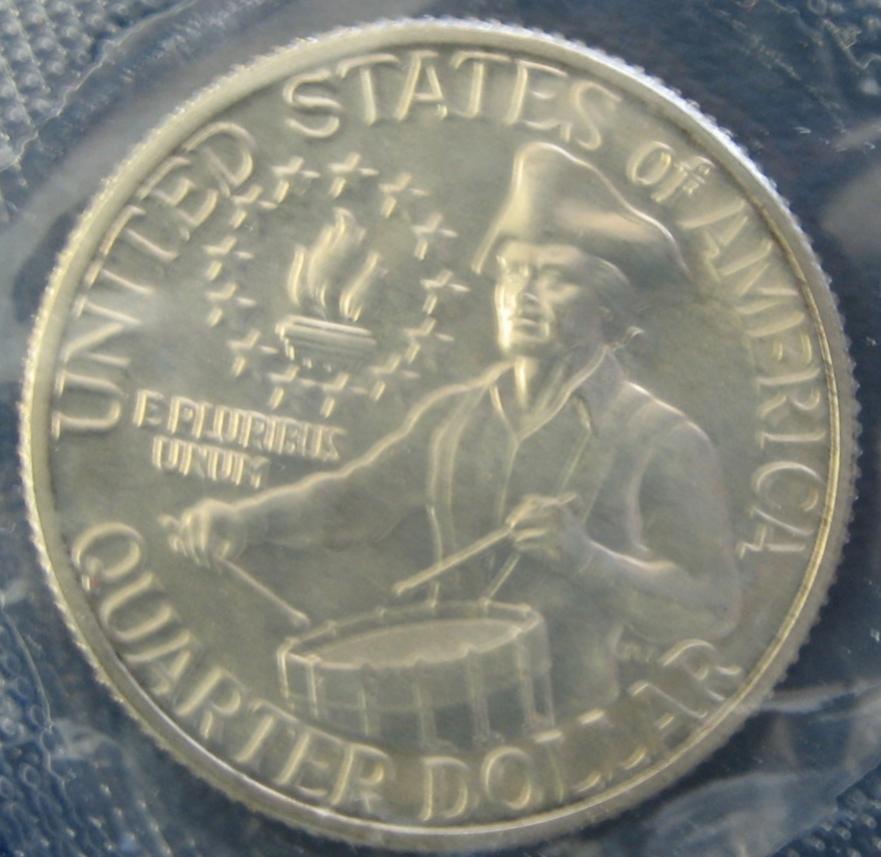 UNITED STATES of AMERICA
E PLURIBUS
UNUM
QUARTER DOLLAR